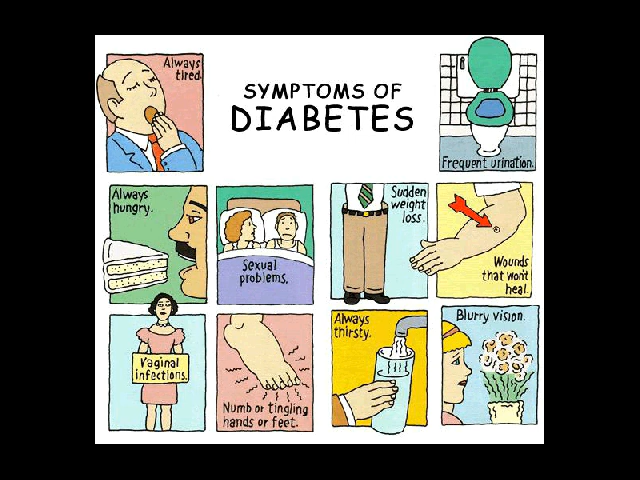 Always
tired.
SYMPTOMS OF
DIABETES
Frequent urination.
Always
hungry.
Sexual
problems.
Sudden
weight
loss.
Wounds
that won't
heal.
Vaginal
infections.
Numb or tingling
hands or feet.
Always
thirsty.
Blurry vision.